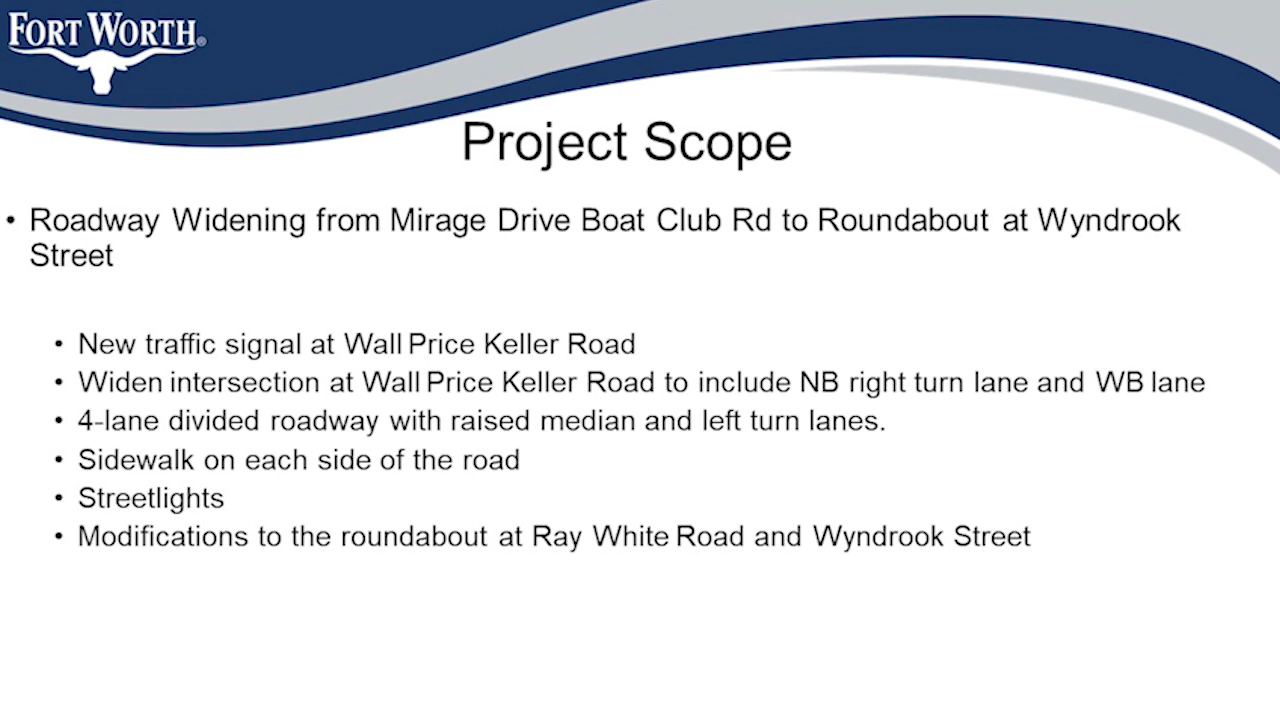 FORT WORTH®
Project Scope
• Roadway Widening from Mirage Drive Boat Club Rd to Roundabout at Wyndrook
Street
• New traffic signal at Wall Price Keller Road
• Widen intersection at Wall Price Keller Road to include NB right turn lane and WB lane
• 4-lane divided roadway with raised median and left turn lanes.
• Sidewalk on each side of the road
• Streetlights
• Modifications to the roundabout at Ray White Road and Wyndrook Street